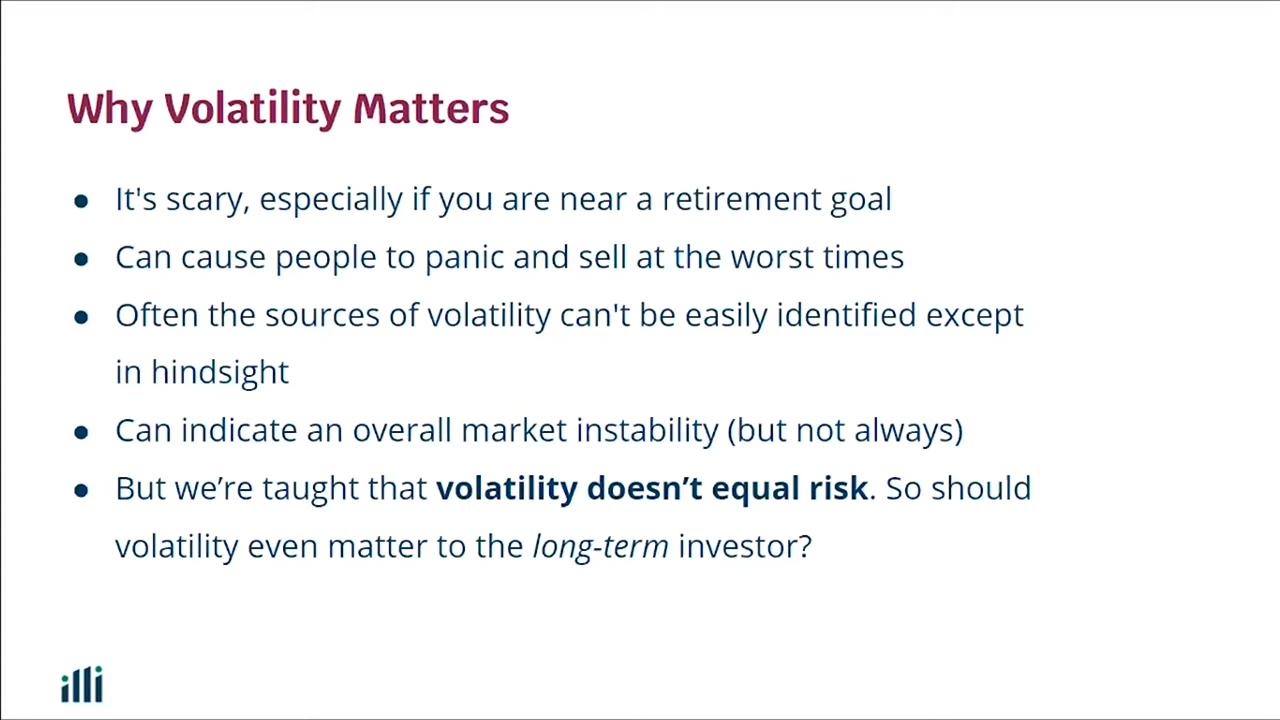 Why Volatility Matters
● It's scary, especially if you are near a retirement goal
● Can cause people to panic and sell at the worst times
● Often the sources of volatility can't be easily identified except
in hindsight
● Can indicate an overall market instability (but not always)
● But we’re taught that volatility doesn’t equal risk. So should
volatility even matter to the long-term investor?